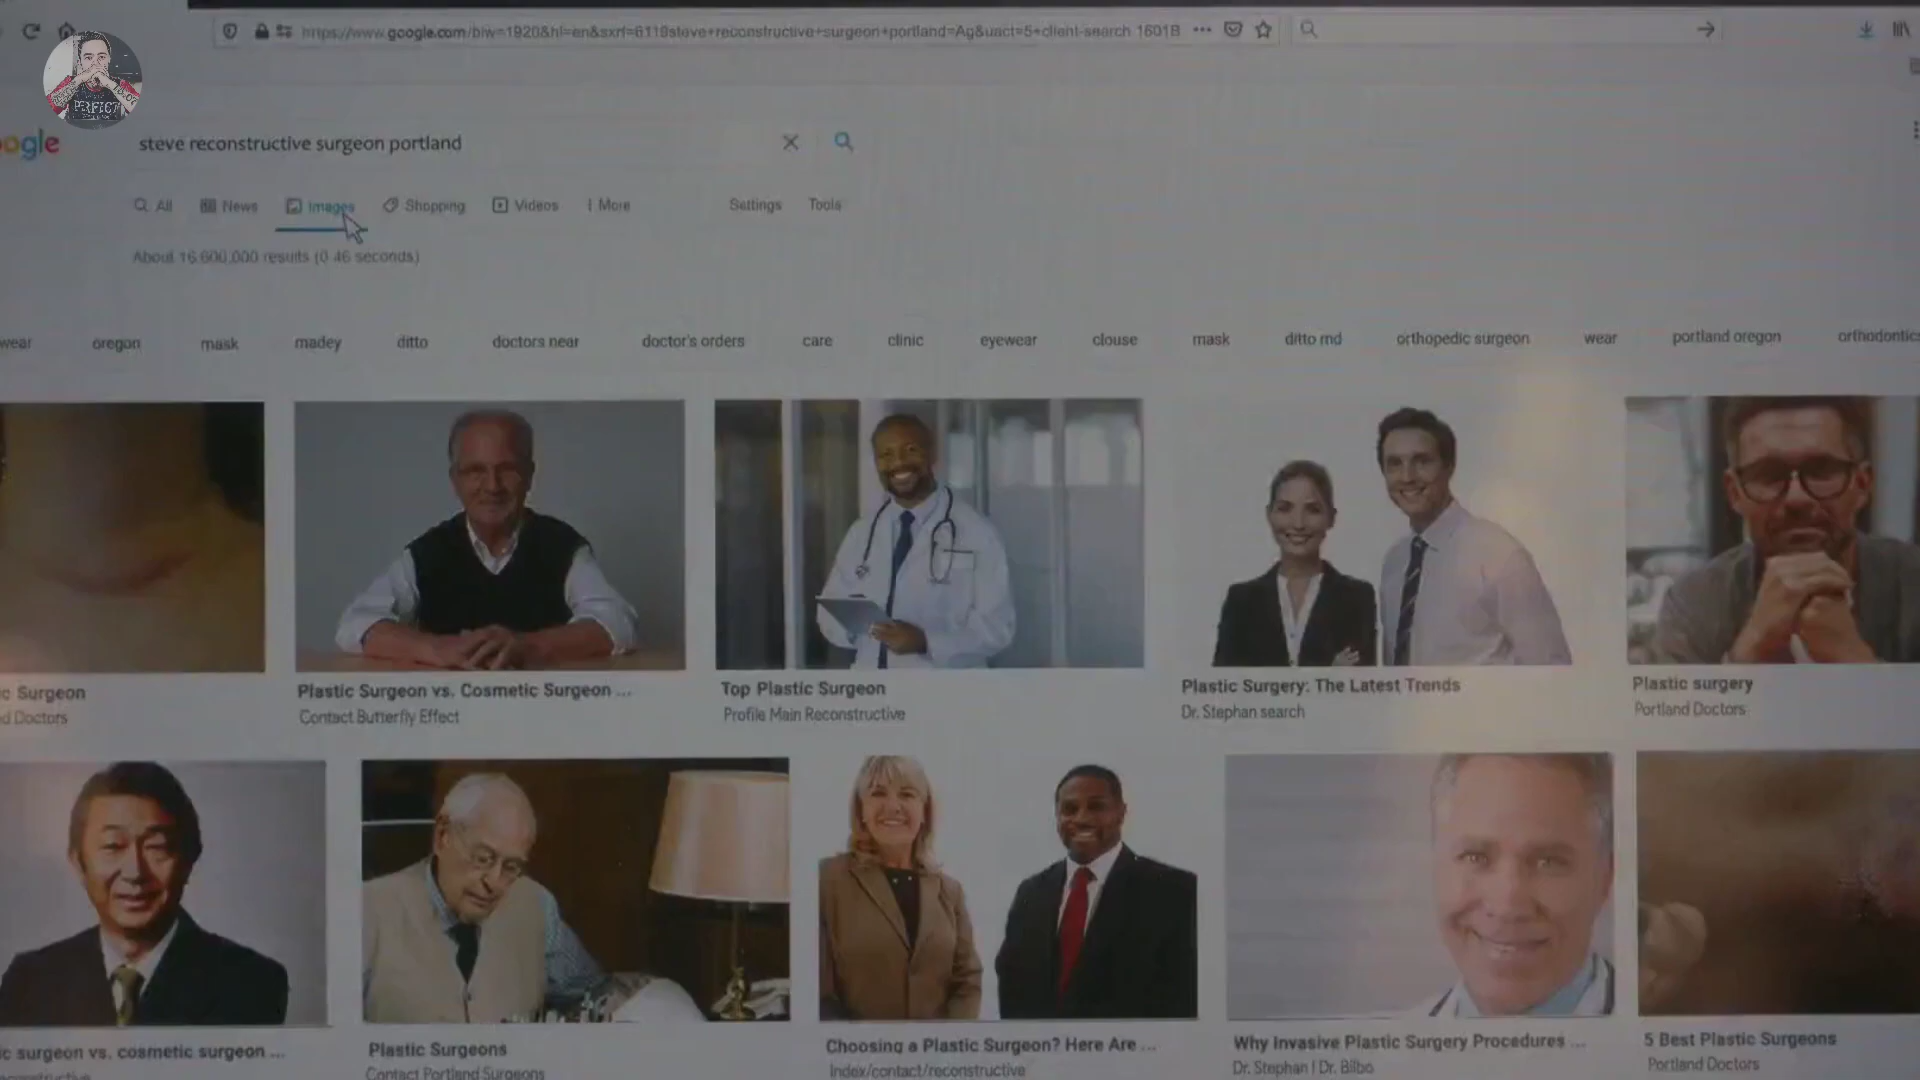 https://www.google.com/biw=1920&hl=en&sxrf=6119steve+reconstructive+surgeon+portland=Ag&uact=5+client-search 1601B
PERFECT
ogle
steve reconstructive surgeon portland
All News Images Shopping Videos More Settings Tools
About 16,600,000 results (0.46 seconds)
wear oregon mask madey ditto doctors near doctor's orders care clinic eyewear clouse mask ditto md orthopedic surgeon wear portland oregon orthodontics
c Surgeon
d Doctors
Plastic Surgeon vs. Cosmetic Surgeon ...
Contact Butterfly Effect
Top Plastic Surgeon
Profile Main Reconstructive
Plastic Surgery: The Latest Trends
Dr. Stephan search
Plastic surgery
Portland Doctors
ic surgeon vs. cosmetic surgeon ...
constructive
Plastic Surgeons
Contact Portland Surgeons
Choosing a Plastic Surgeon? Here Are ...
Index/contact/reconstructive
Why Invasive Plastic Surgery Procedures ...
Dr. Stephan | Dr. Bilbo
5 Best Plastic Surgeons
Portland Doctors